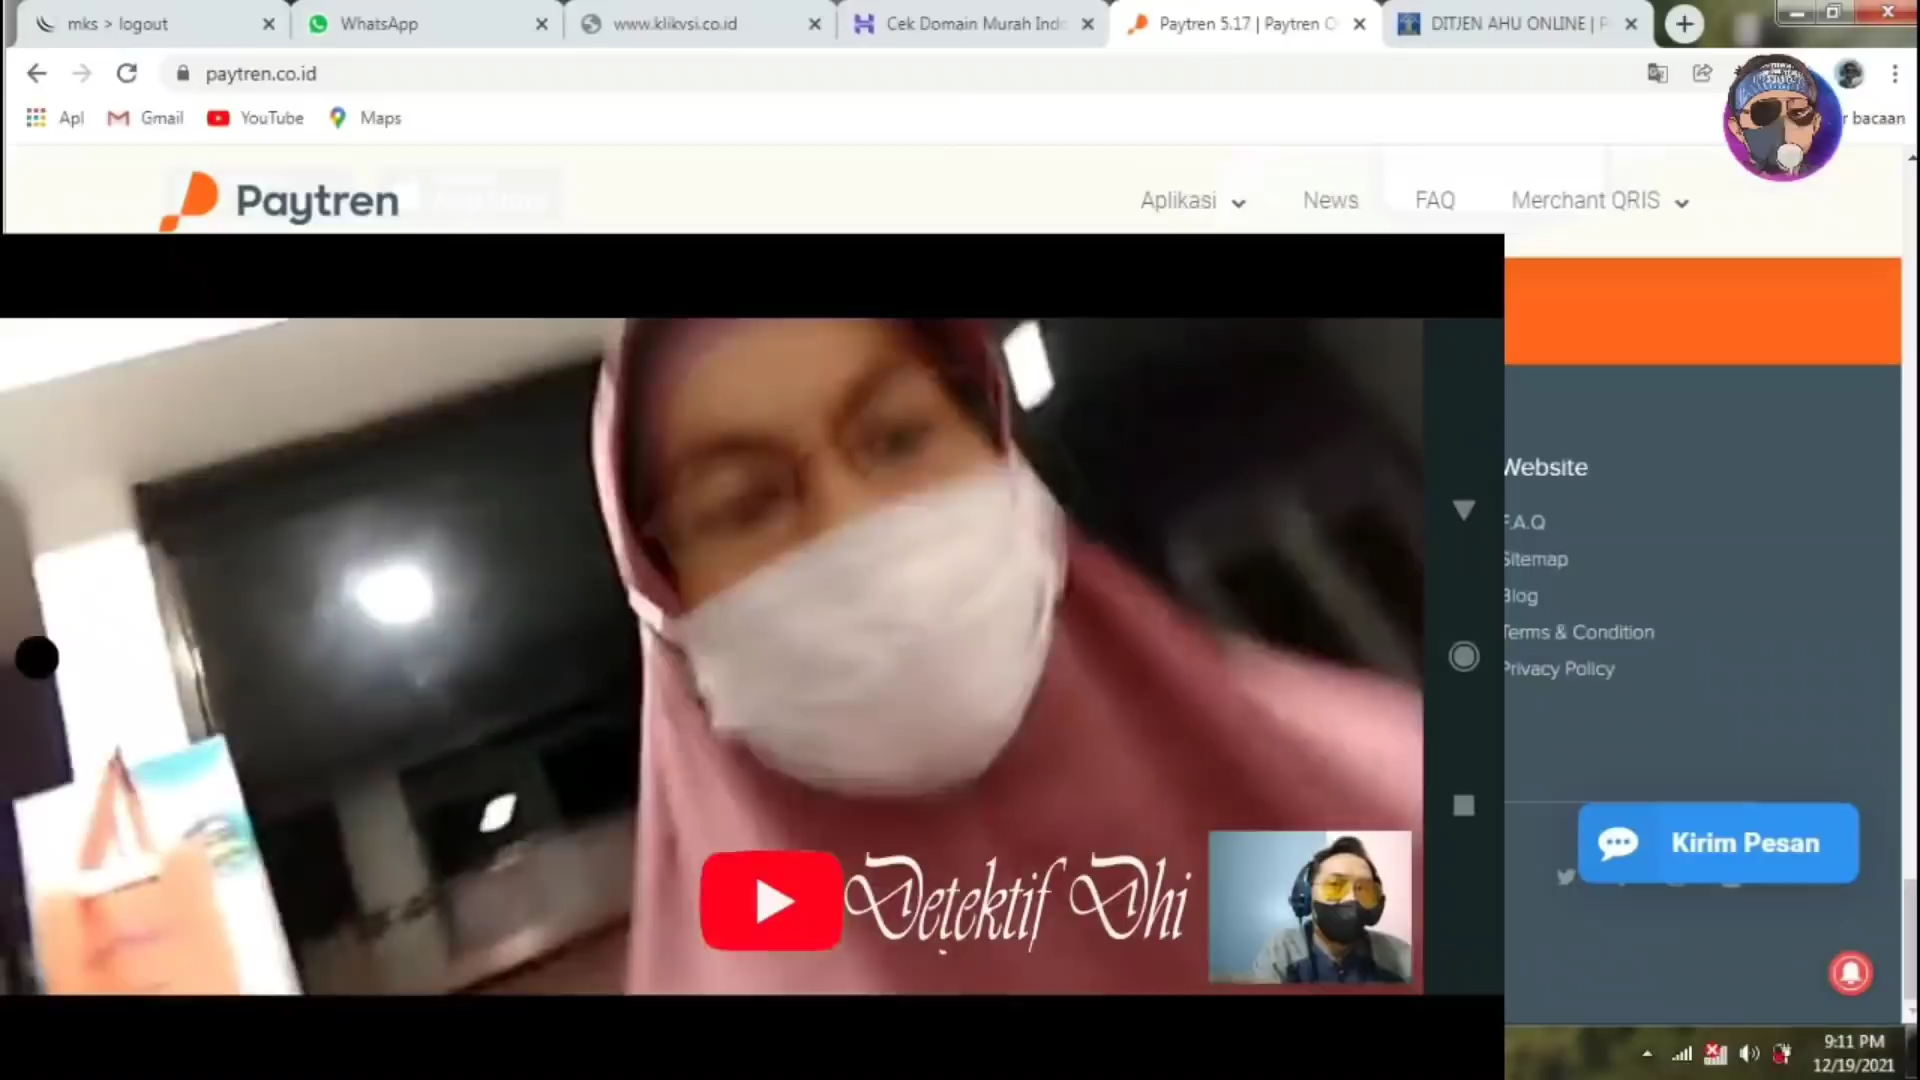 mks > logout
WhatsApp
www.klikvsi.co.id
Cek Domain Murah Ind
Paytren 5.17 | Paytren O
DITJEN AHU ONLINE | P
paytren.co.id
Apl
Gmail
YouTube
Maps
r bacaan
Paytren
Aplikasi
News
FAQ
Merchant QRIS
Website
F.A.Q
Sitemap
Blog
Terms & Condition
Privacy Policy
Kirim Pesan
Detektif Dhi
9:11 PM
12/19/2021